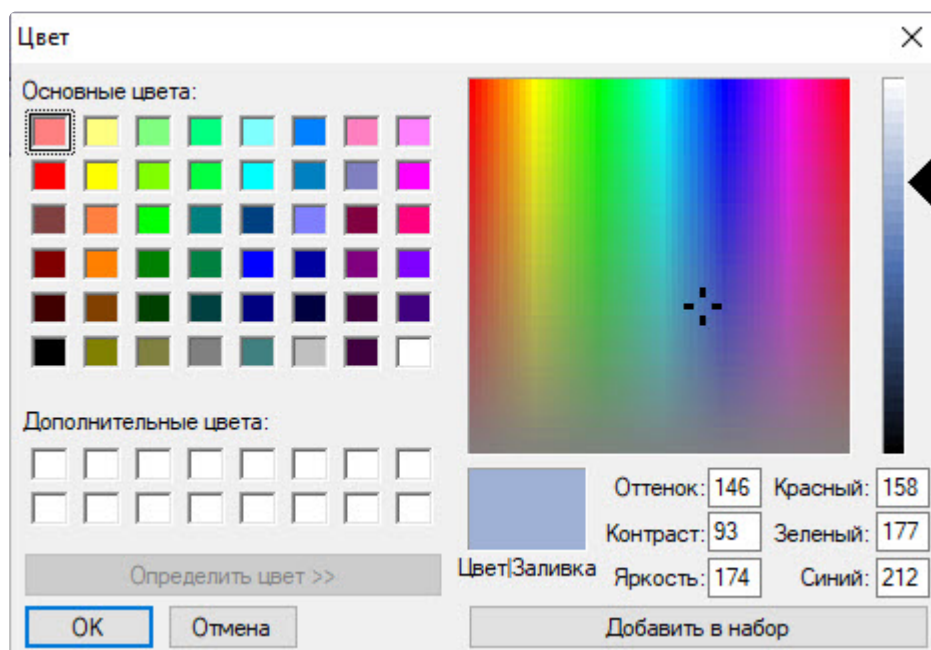 Цвет
Основные цвета:
Дополнительные цвета:
Определить цвет >>
OK
Отмена
Цвет|Заливка
Оттенок: 146
Контраст: 93
Яркость: 174
Красный: 158
Зеленый: 177
Синий: 212
Добавить в набор